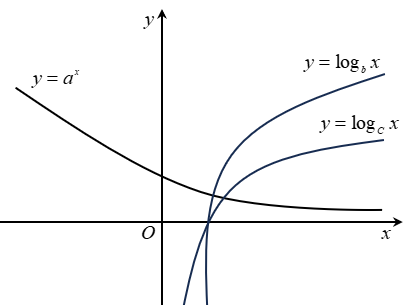 y
y = log_b x
y = a^x
y = log_C x
O
x